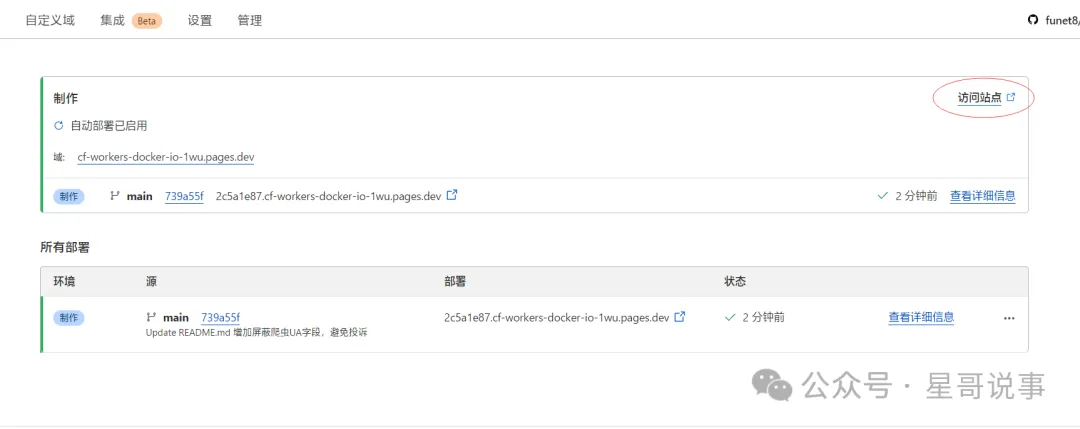 自定义域 集成 Beta 设置 管理 funet8/
制作 访问站点
自动部署已启用
域: cf-workers-docker-io-1wu.pages.dev
制作 main 739a55f 2c5a1e87.cf-workers-docker-io-1wu.pages.dev 2 分钟前 查看详细信息
所有部署
环境 源 部署 状态
制作 main 739a55f 2c5a1e87.cf-workers-docker-io-1wu.pages.dev 2 分钟前 查看详细信息 ...
Update README.md 增加屏蔽爬虫UA字段，避免投诉
公众号 · 星哥说事